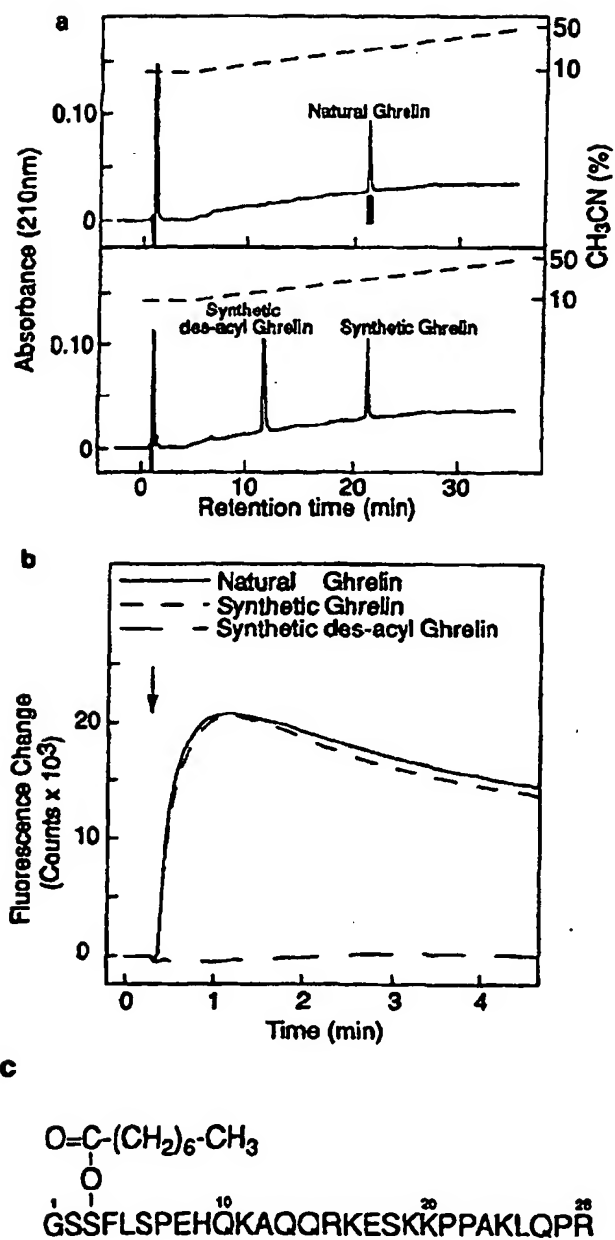 a
50
10
0.10
0
Natural Ghrelin
Absorbance (210nm)
CH₃CN (%)
50
10
0.10
0
Synthetic
des-acyl Ghrelin
Synthetic Ghrelin
0 10 20 30
Retention time (min)
b
Natural Ghrelin
Synthetic Ghrelin
Synthetic des-acyl Ghrelin
20
10
0
Fluorescence Change
(Counts x 10³)
0 1 2 3 4
Time (min)
c
O=C-(CH₂)₆-CH₃
O
1 10 20 28
GSSFLSPEHQKAQQRKESKKPPAKLQPR